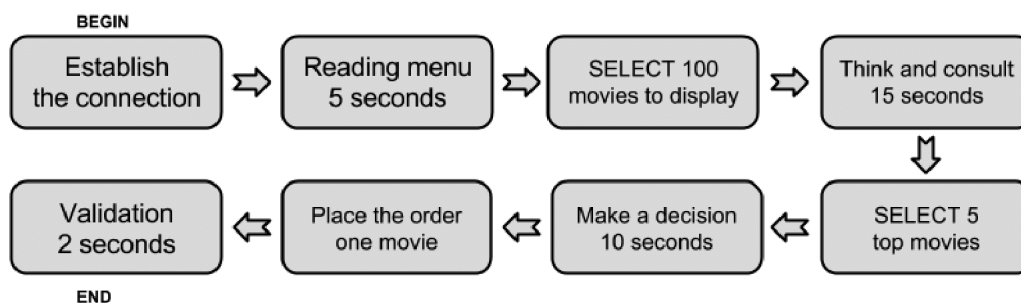 BEGIN
Establish
the connection
Reading menu
5 seconds
SELECT 100
movies to display
Think and consult
15 seconds
SELECT 5
top movies
Make a decision
10 seconds
Place the order
one movie
Validation
2 seconds
END